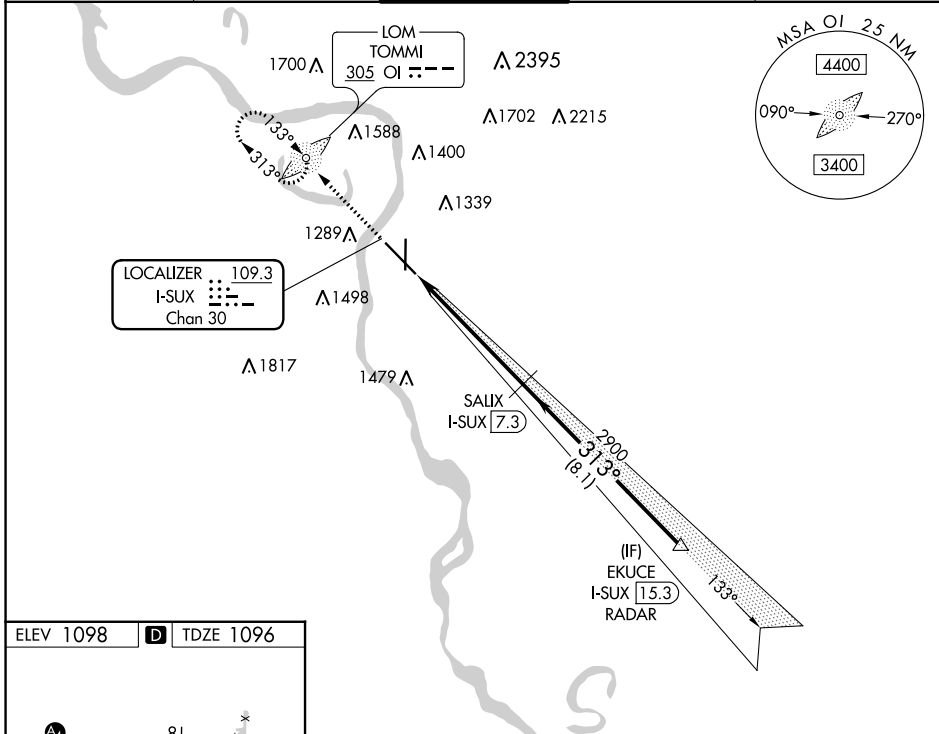 LOM
TOMMI
305 OI
1700
2395
MSA OI 25 NM
4400
090°
270°
3400
1702
2215
1588
133°
313°
1400
1339
1289
LOCALIZER 109.3
I-SUX
Chan 30
1498
1817
1479
SALIX
I-SUX 7.3
2900
313°
(8.1)
(IF)
EKUCE
I-SUX 15.3
RADAR
133°
ELEV 1098 D TDZE 1096